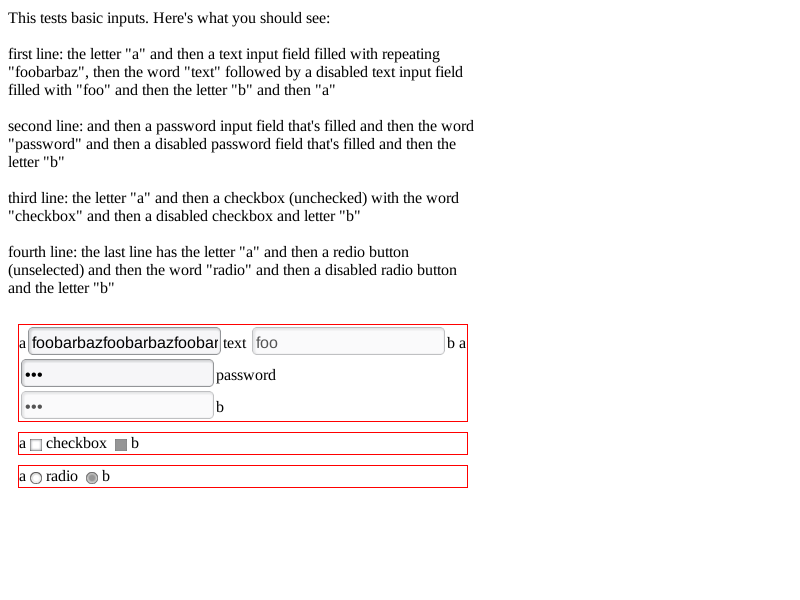 This tests basic inputs. Here's what you should see:
first line: the letter "a" and then a text input field filled with repeating
"foobarbaz", then the word "text" followed by a disabled text input field
filled with "foo" and then the letter "b" and then "a"
second line: and then a password input field that's filled and then the word
"password" and then a disabled password field that's filled and then the
letter "b"
third line: the letter "a" and then a checkbox (unchecked) with the word
"checkbox" and then a disabled checkbox and letter "b"
fourth line: the last line has the letter "a" and then a redio button
(unselected) and then the word "radio" and then a disabled radio button
and the letter "b"
a foobarbazfoobarbazfoobar text foo b a
••• password
••• b
a checkbox b
a radio b